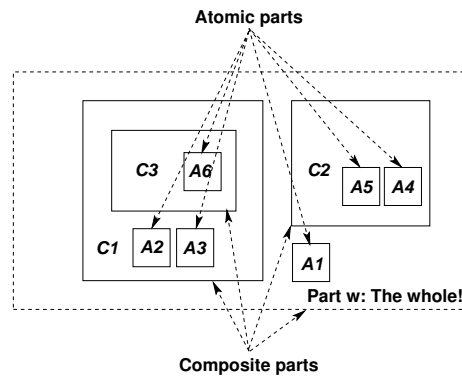 Atomic parts
C3
A6
C2
A5
A4
C1
A2
A3
A1
Part w: The whole!
Composite parts